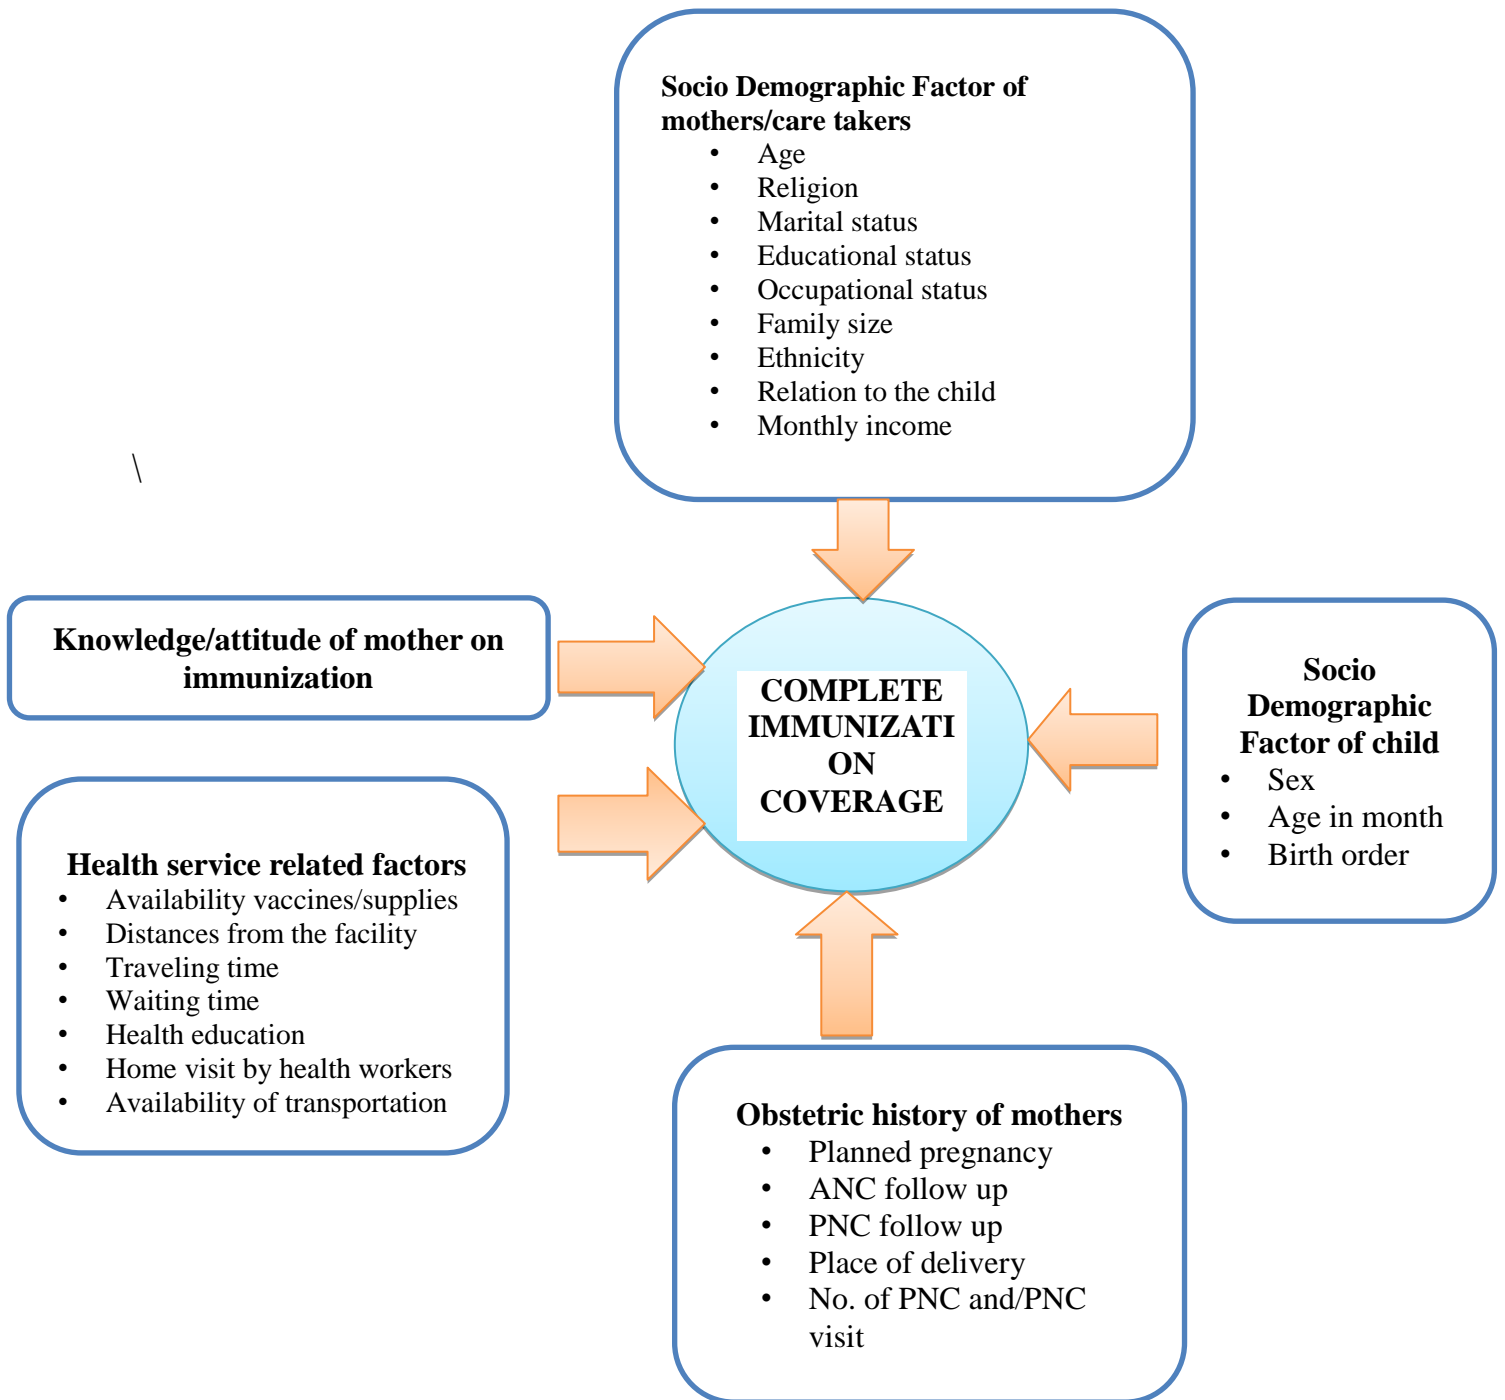 Socio Demographic Factor of
mothers/care takers
• Age
• Religion
• Marital status
• Educational status
• Occupational status
• Family size
• Ethnicity
• Relation to the child
• Monthly income
\
Knowledge/attitude of mother on
immunization
COMPLETE
IMMUNIZATI
ON
COVERAGE
Socio
Demographic
Factor of child
• Sex
• Age in month
• Birth order
Health service related factors
• Availability vaccines/supplies
• Distances from the facility
• Traveling time
• Waiting time
• Health education
• Home visit by health workers
• Availability of transportation
Obstetric history of mothers
• Planned pregnancy
• ANC follow up
• PNC follow up
• Place of delivery
• No. of PNC and/PNC
visit